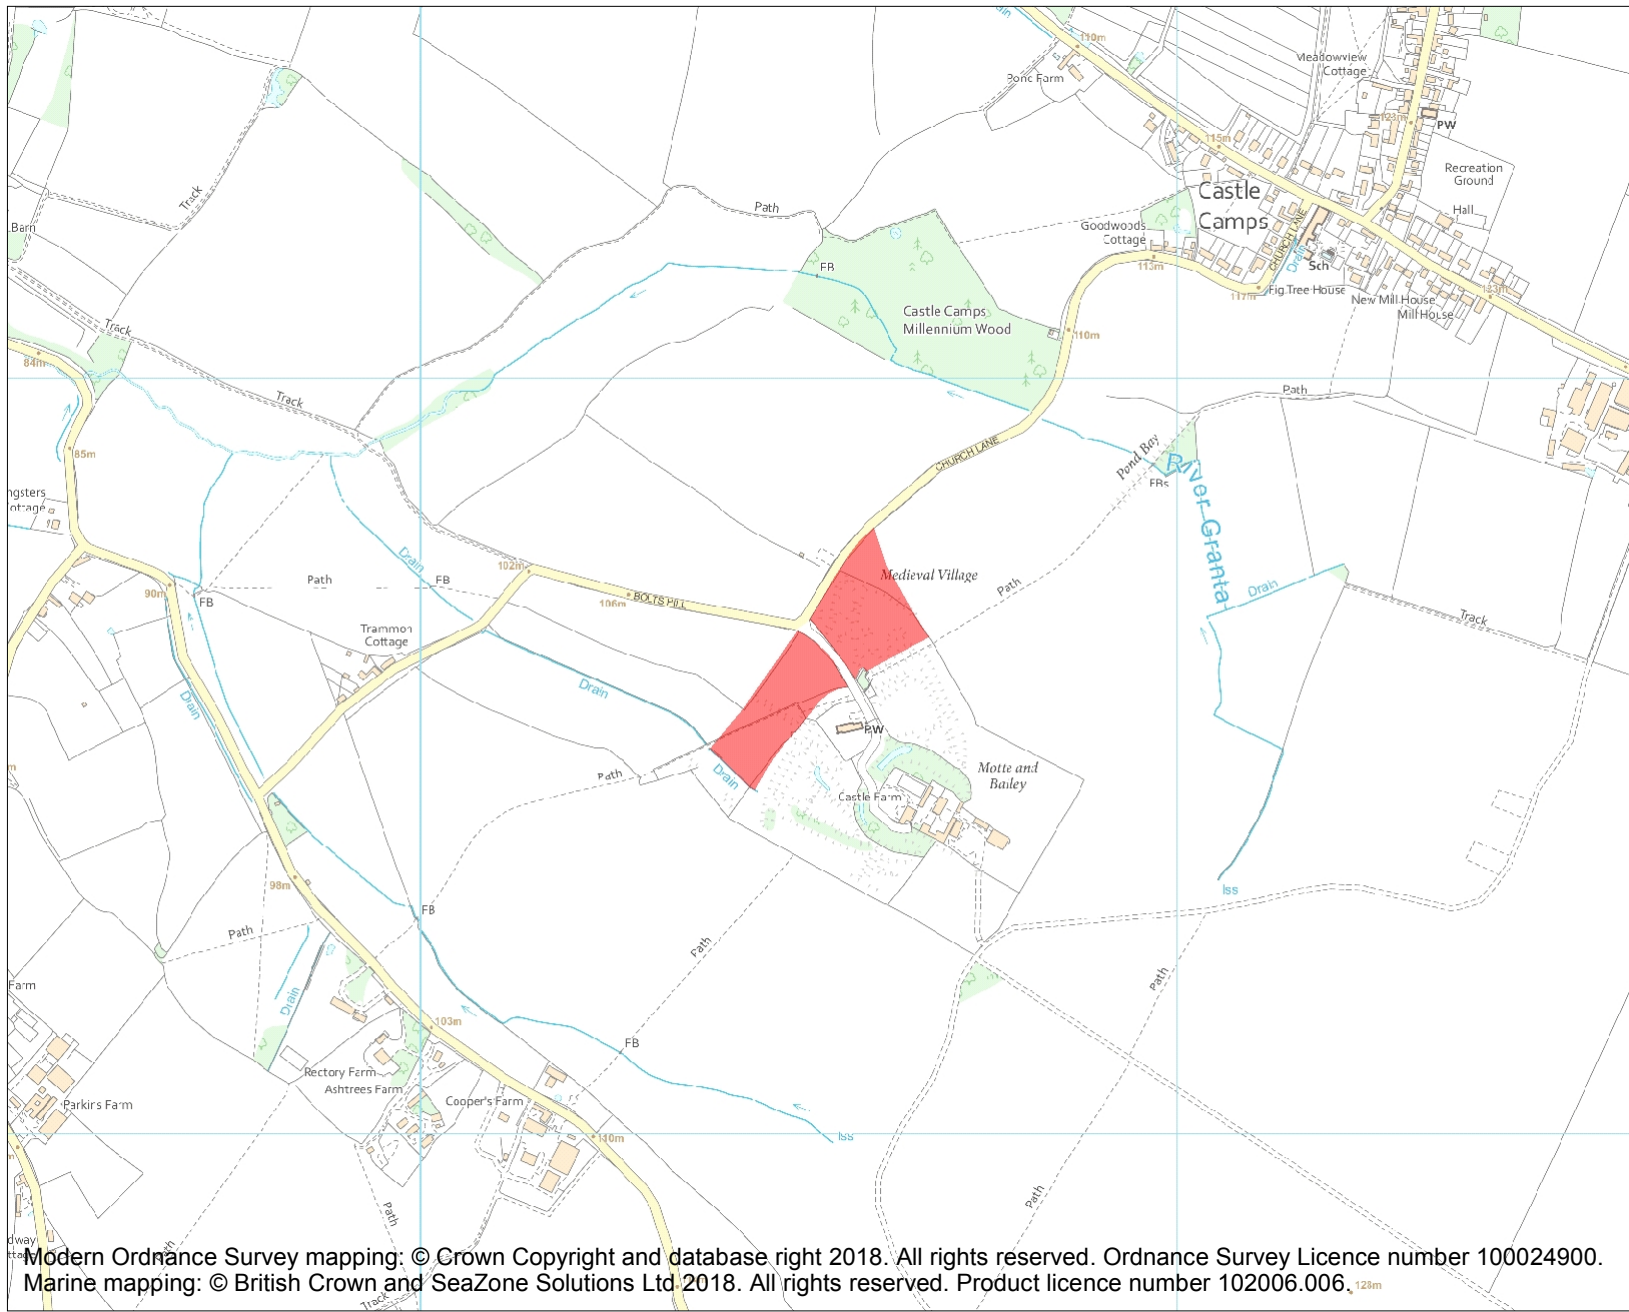 Drain
110m
Pond Farm
Meadowview
Cottage
123m
PW
115m
Recreation
Ground
Hall
Castle
Camps
Track
Path
Barn
Goodwoods
Cottage
CHURCH LANE
Drain
Sch
113m
117m
Fig Tree House
New Mill House
Mill House
FB
Castle Camps
Millennium Wood
110m
Track
84m
Track
Path
85m
CHURCH LANE
Pond Bay
FBs
River Granta
Drain
102m
Medieval Village
Path
Path
FB
90m
FB
106m
BOLTS HILL
Drain
Track
Trammon
Cottage
Drain
Drain
PW
Path
Drain
Motte and
Bailey
Castle Farm
98m
Iss
FB
Path
Path
Path
Farm
Drain
103m
FB
Rectory Farm
Ashtrees Farm
Cooper's Farm
Parkins Farm
110m
Iss
Path
Path
Path
Track
128m
Modern Ordnance Survey mapping: © Crown Copyright and database right 2018. All rights reserved. Ordnance Survey Licence number 100024900.
Marine mapping: © British Crown and SeaZone Solutions Ltd 2018. All rights reserved. Product licence number 102006.006.